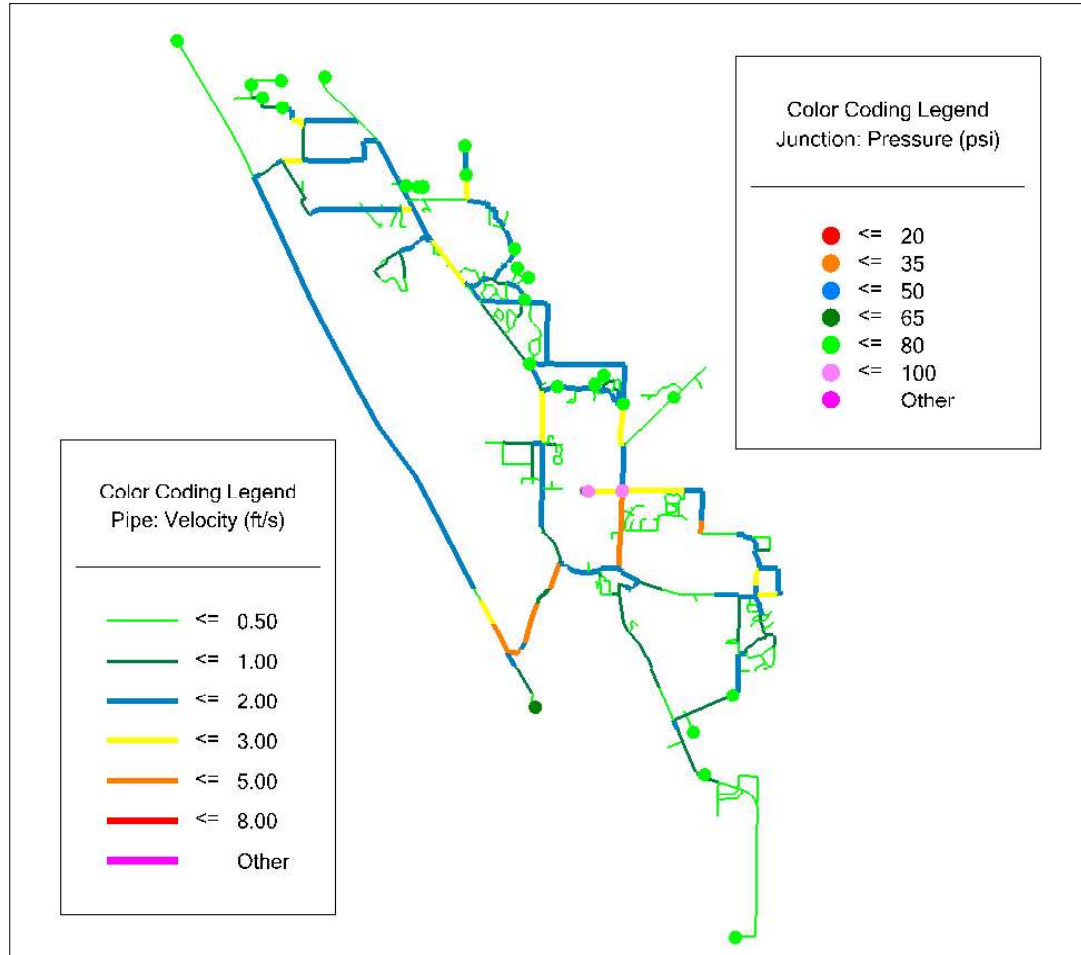 Color Coding Legend
Junction: Pressure (psi)
<= 20
<= 35
<= 50
<= 65
<= 80
<= 100
Other
Color Coding Legend
Pipe: Velocity (ft/s)
<= 0.50
<= 1.00
<= 2.00
<= 3.00
<= 5.00
<= 8.00
Other